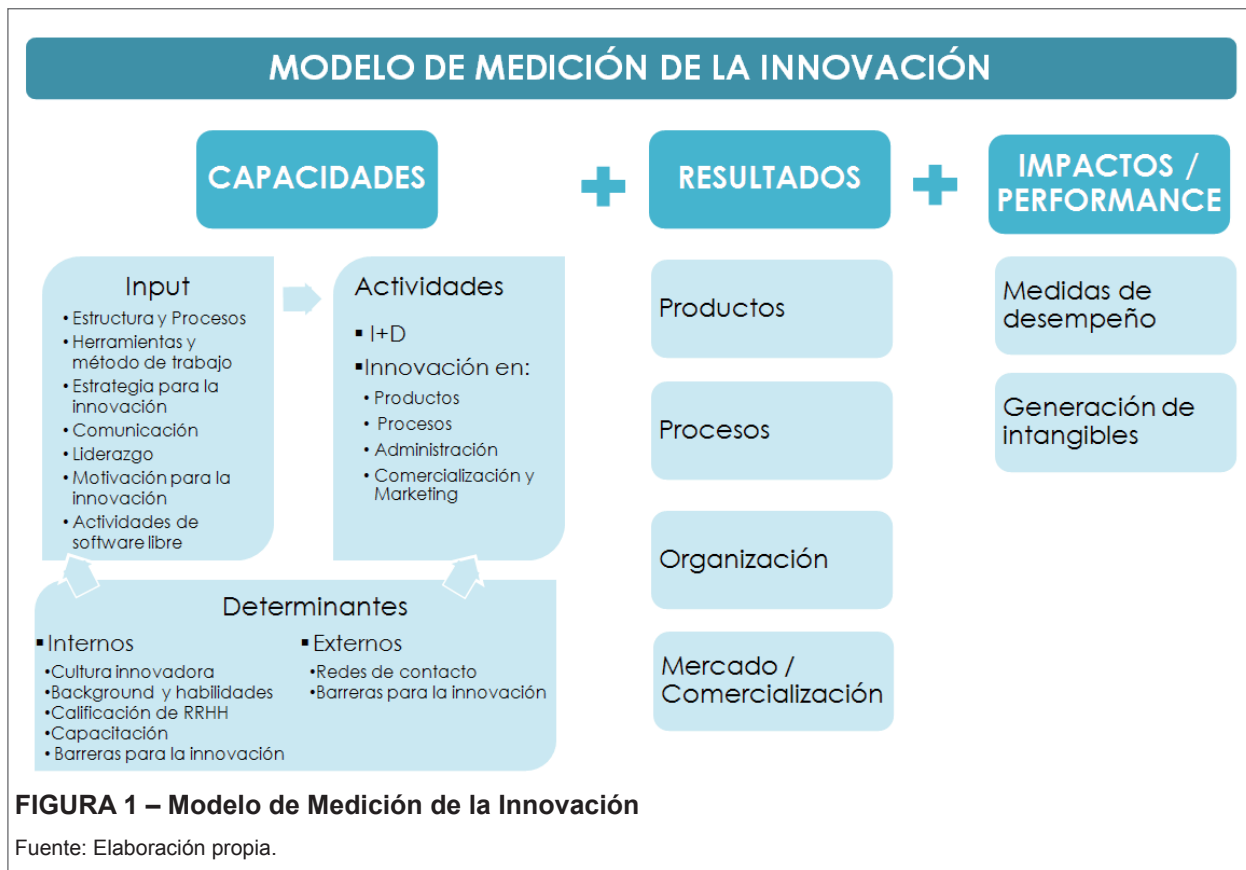 MODELO DE MEDICIÓN DE LA INNOVACIÓN
CAPACIDADES
RESULTADOS
IMPACTOS /
PERFORMANCE
Input
• Estructura y Procesos
• Herramientas y
método de trabajo
• Estrategia para la
innovación
• Comunicación
• Liderazgo
• Motivación para la
innovación
• Actividades de
software libre
Actividades
▪ I+D
▪Innovación en:
• Productos
• Procesos
• Administración
• Comercialización y
Marketing
Determinantes
▪Internos
•Cultura innovadora
•Background y habilidades
•Calificación de RRHH
•Capacitación
• Barreras para la innovación
▪ Externos
•Redes de contacto
•Barreras para la innovación
Productos
Procesos
Organización
Mercado /
Comercialización
Medidas de
desempeño
Generación de
intangibles
FIGURA 1 – Modelo de Medición de la Innovación
Fuente: Elaboración propia.